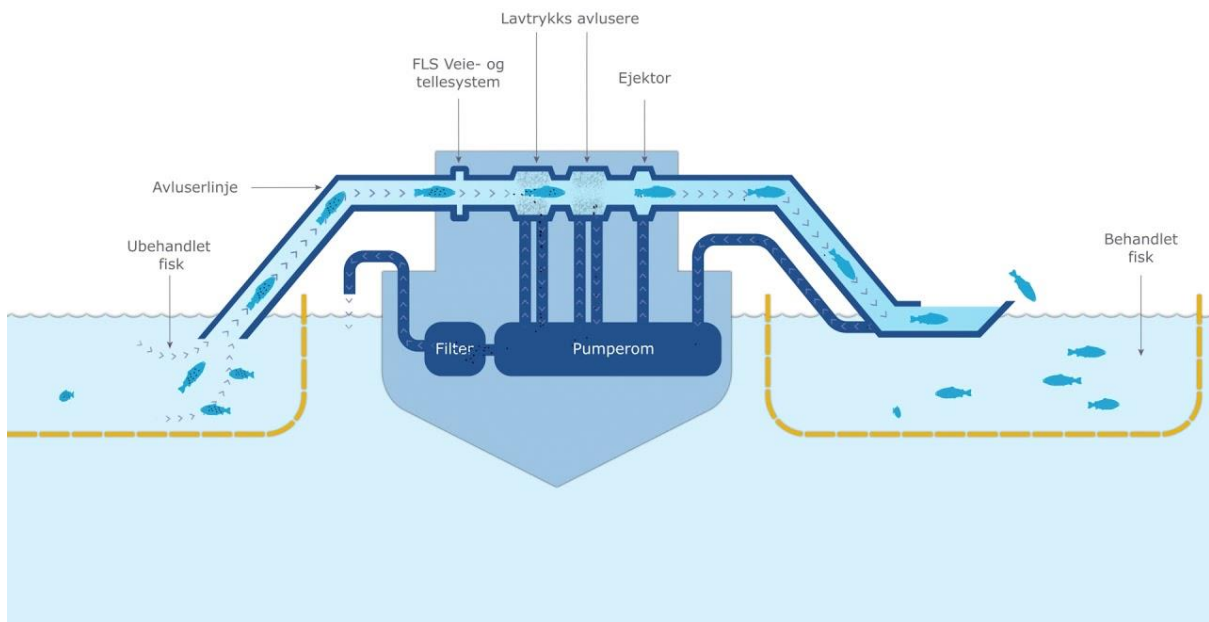 Lavtrykks avlusere
FLS Veie- og
tellesystem
Ejektor
Avluserlinje
Ubehandlet
fisk
Behandlet
fisk
Filter
Pumperom